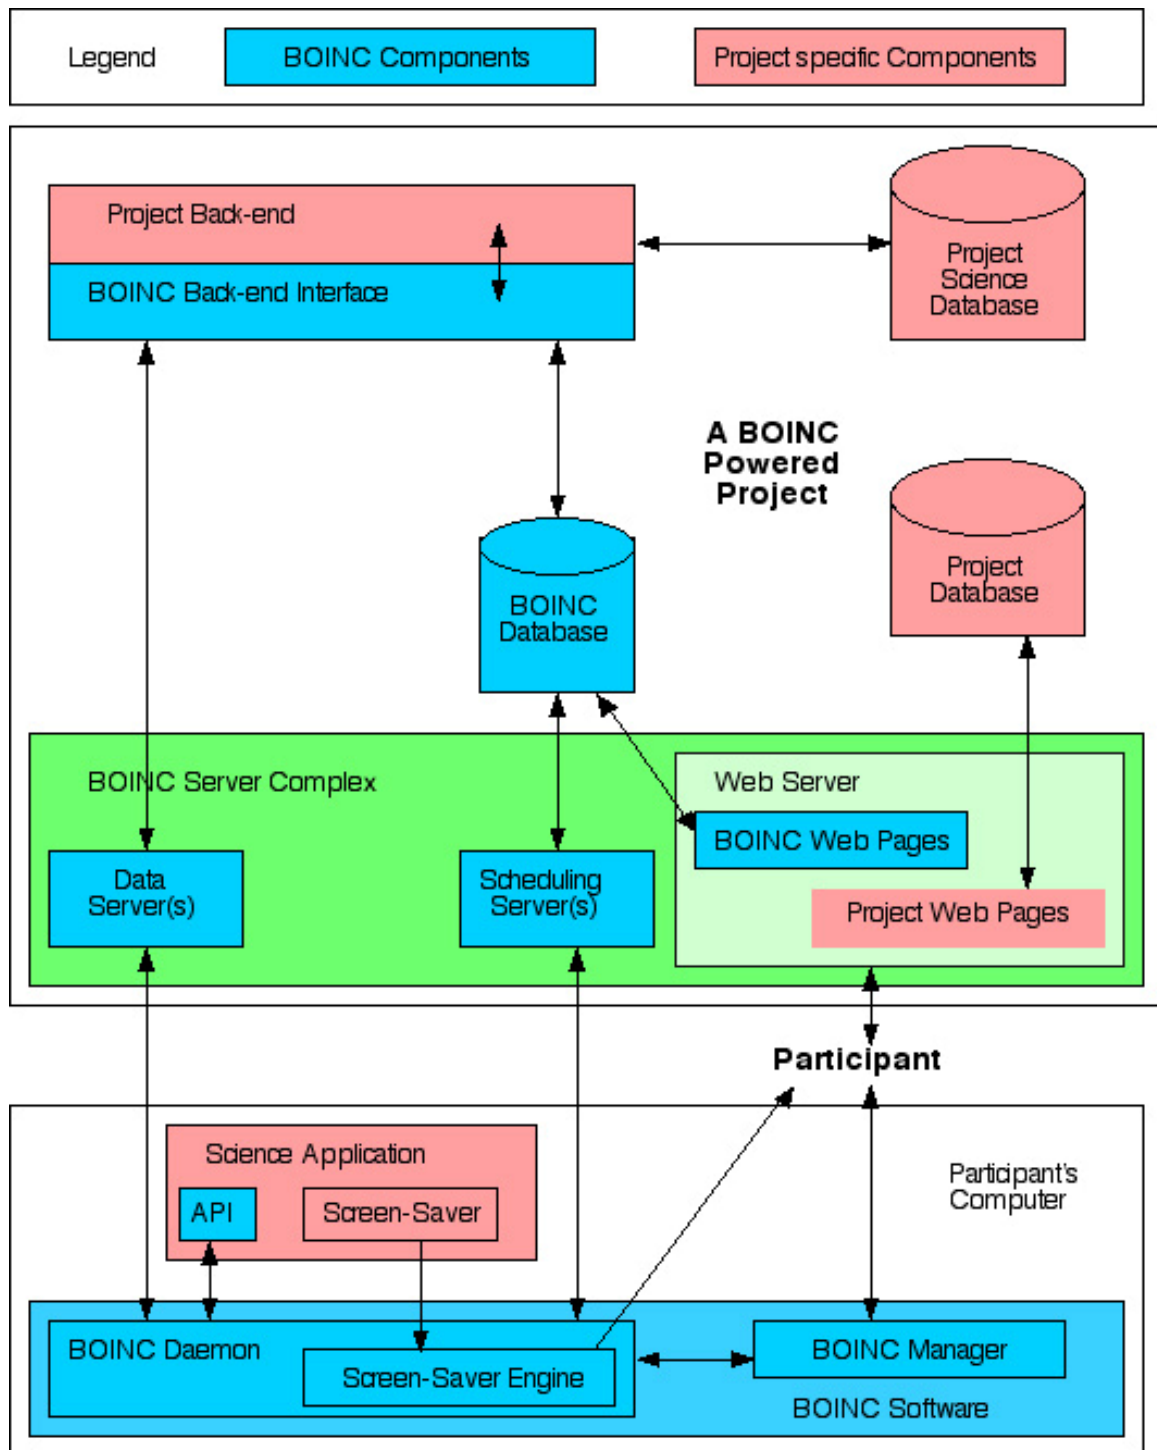 Legend
BOINC Components
Project specific Components
Project Back-end
BOINC Back-end Interface
Project
Science
Database
A BOINC
Powered
Project
BOINC
Database
Project
Database
BOINC Server Complex
Web Server
BOINC Web Pages
Data
Server(s)
Scheduling
Server(s)
Project Web Pages
Participant
Science Application
API
Screen-Saver
Participant's
Computer
BOINC Daemon
Screen-Saver Engine
BOINC Manager
BOINC Software